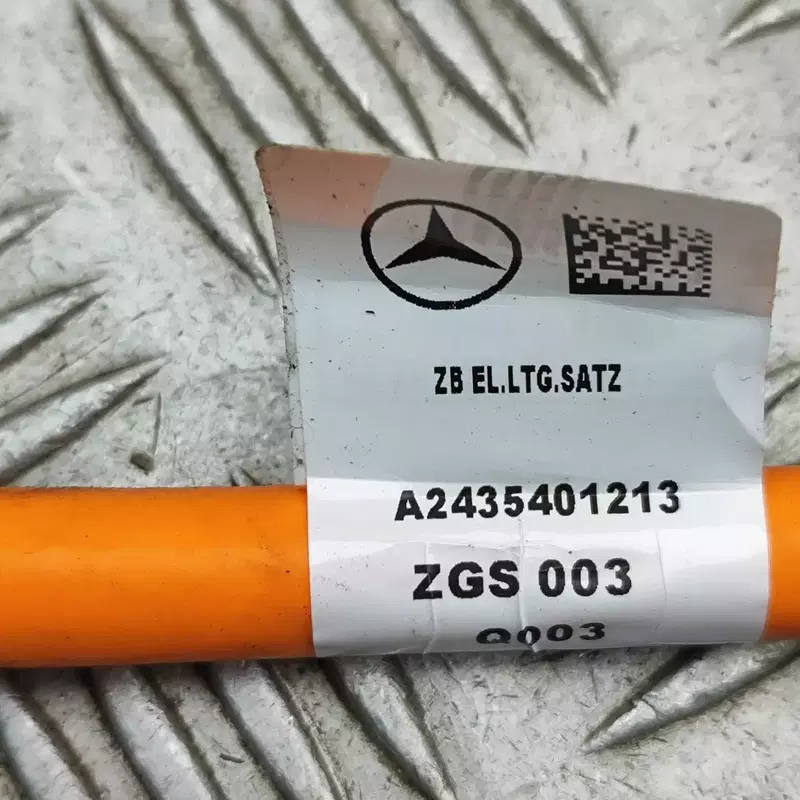 ZB EL.LTG.SATZ
A2435401213
ZGS 003
Q003